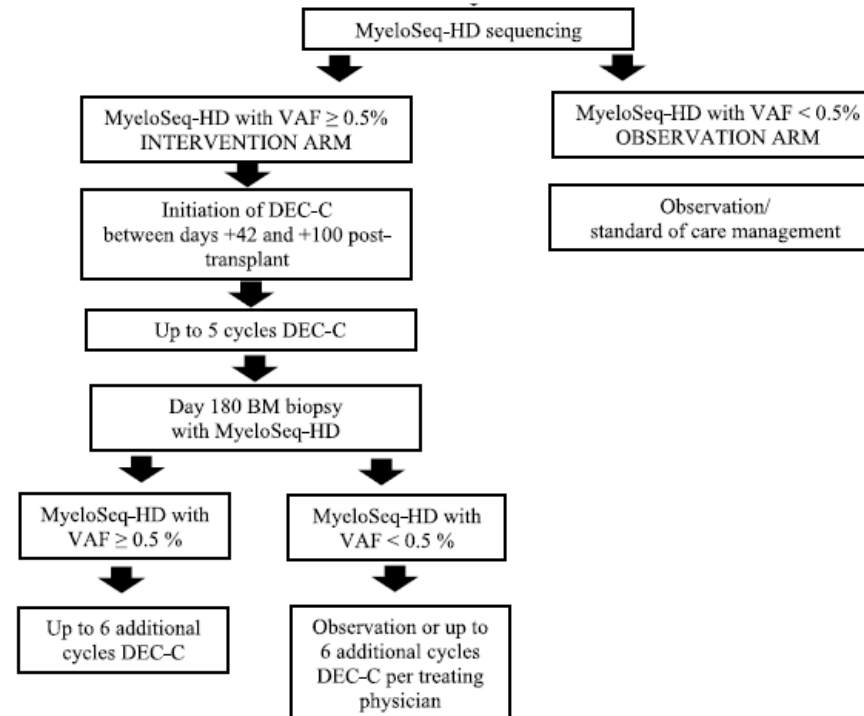 MyeloSeq-HD sequencing
MyeloSeq-HD with VAF ≥ 0.5%
INTERVENTION ARM
MyeloSeq-HD with VAF < 0.5%
OBSERVATION ARM
Initiation of DEC-C
between days +42 and +100 post-
transplant
Observation/
standard of care management
Up to 5 cycles DEC-C
Day 180 BM biopsy
with MyeloSeq-HD
MyeloSeq-HD with
VAF ≥ 0.5 %
MyeloSeq-HD with
VAF < 0.5 %
Up to 6 additional
cycles DEC-C
Observation or up to
6 additional cycles
DEC-C per treating
physician